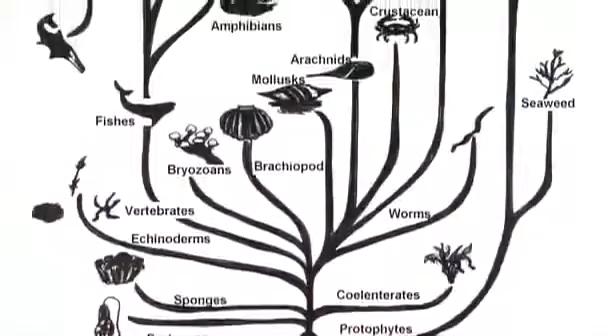 Crustacean
Amphibians
Arachnids
Mollusks
Seaweed
Fishes
Bryozoans
Brachiopod
Vertebrates
Worms
Echinoderms
Coelenterates
Sponges
Protophytes